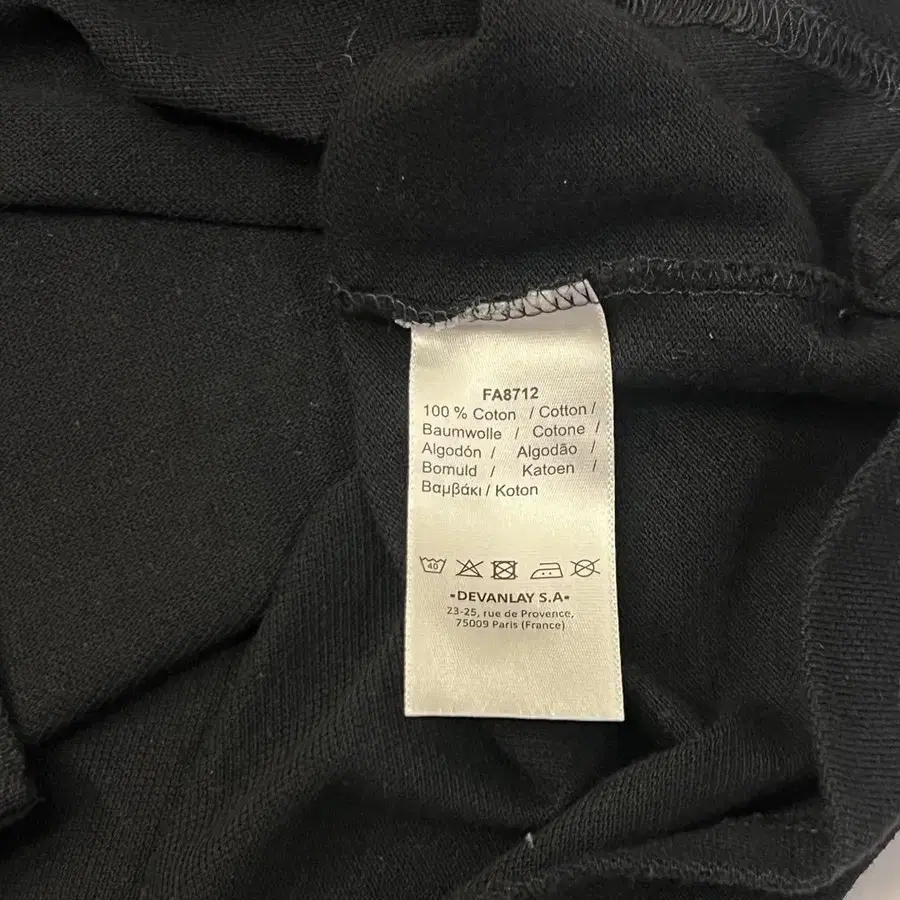 FA8712
100 % Coton / Cotton /
Baumwolle / Cotone /
Algodón / Algodão /
Bomuld / Katoen /
Βαμβάκι / Koton
40
-DEVANLAY S.A-
23-25, rue de Provence,
75009 Paris (France)